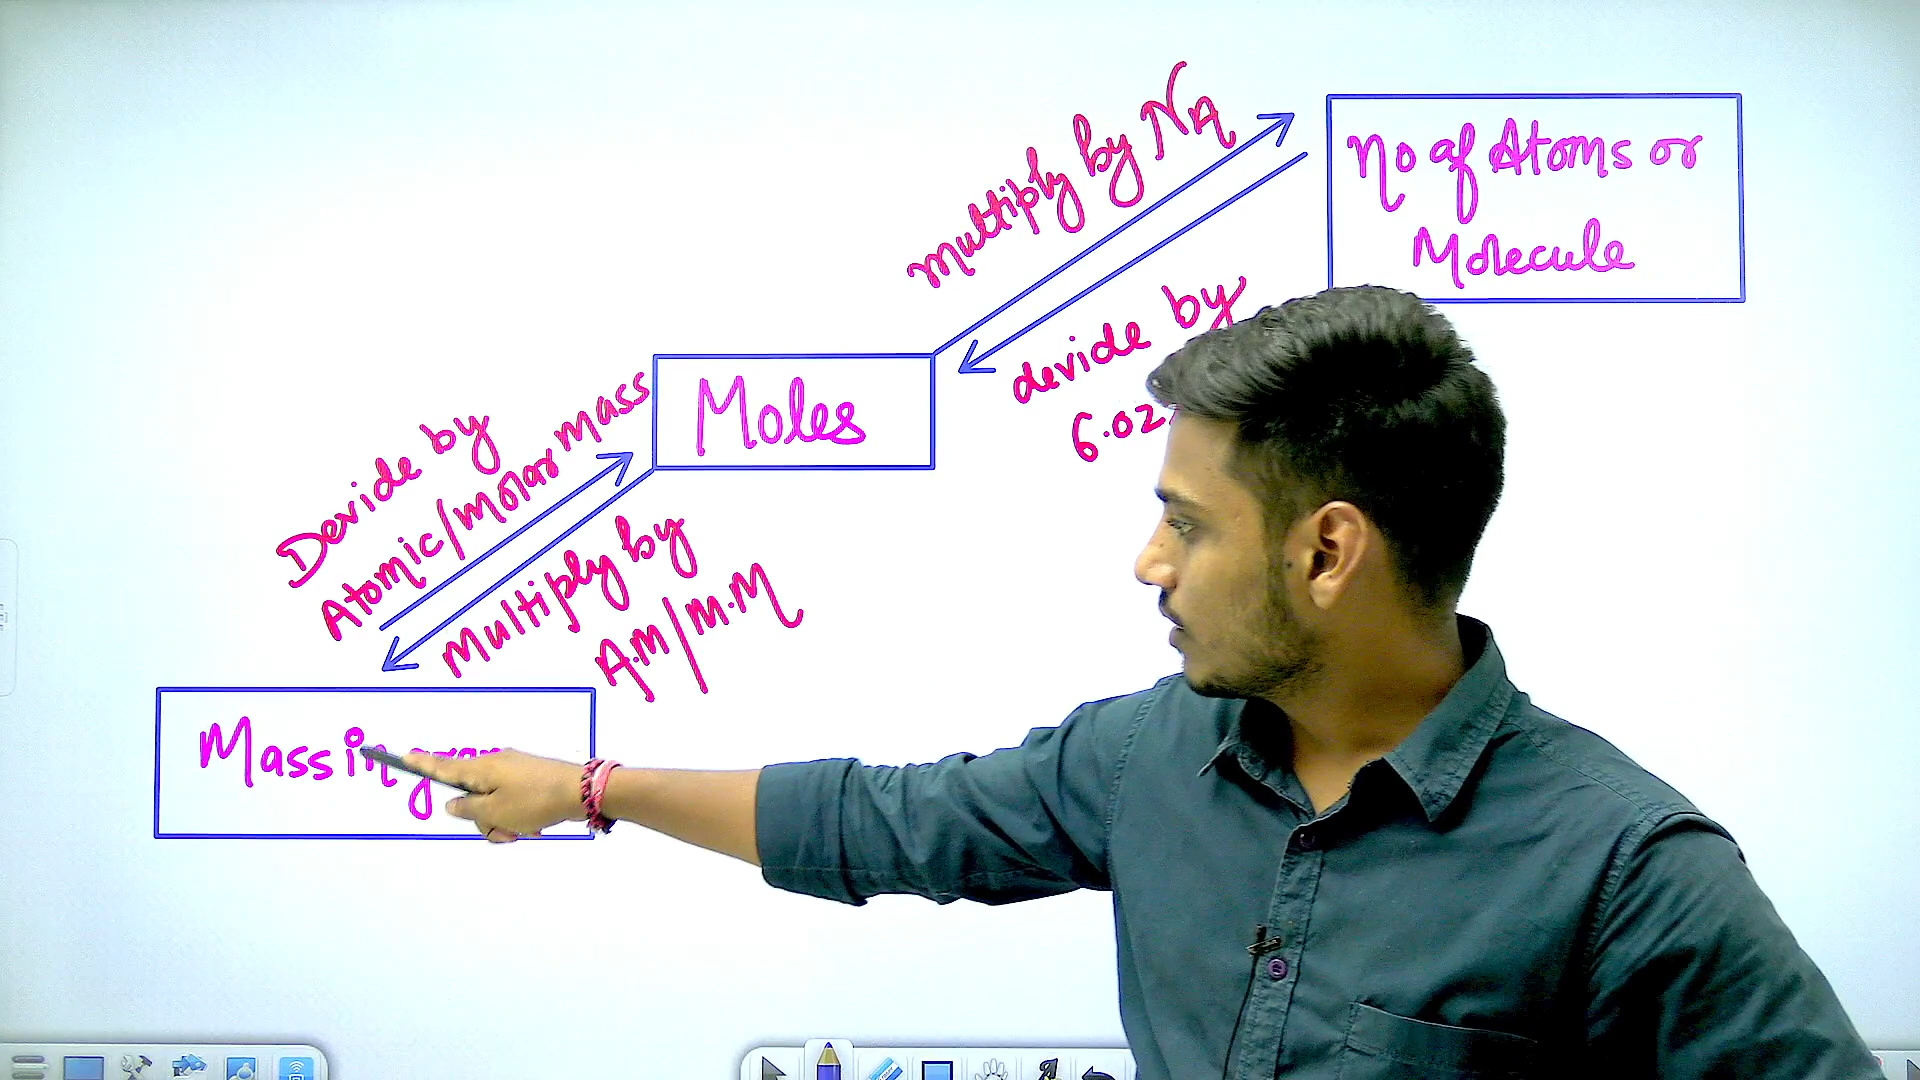 multiply by NA
no of Atoms or
Molecule
devide by
6.02
Moles
Devide by
Atomic/molar mass
Multiply by
A.M/M.M
Mass in